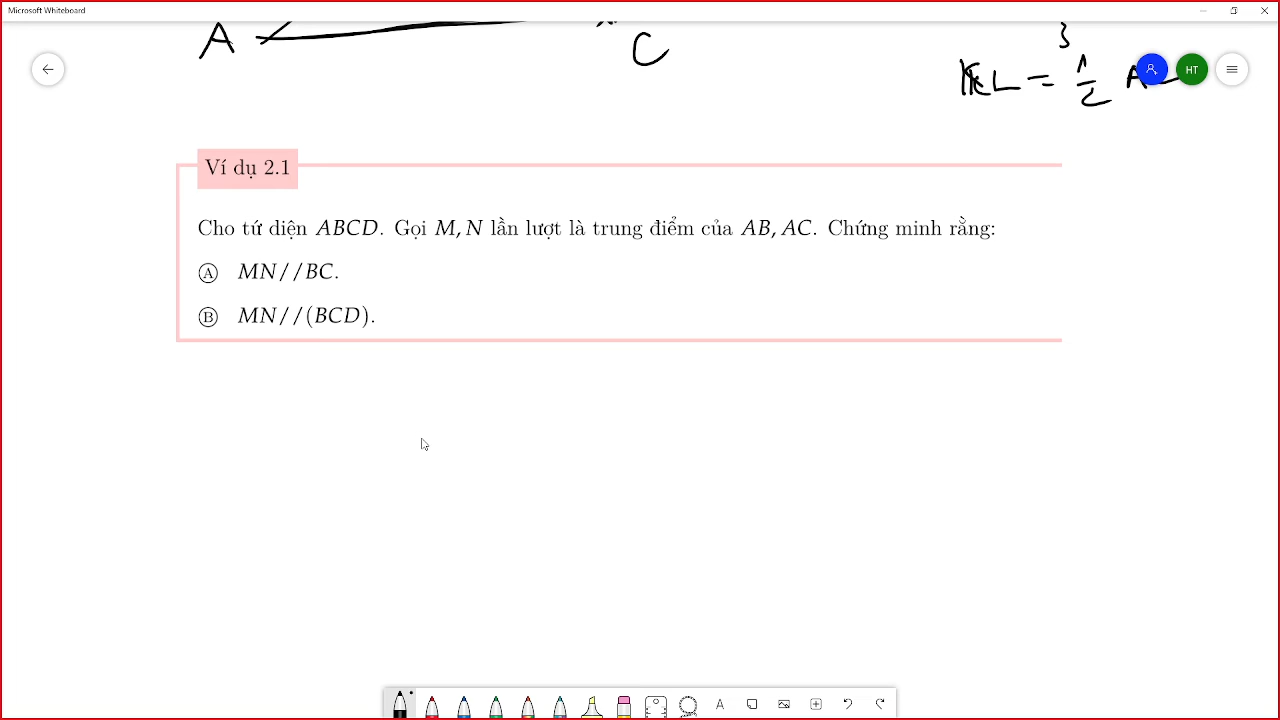 Microsoft Whiteboard
A
C
3
KL = 1/2 A
HT
Ví dụ 2.1
Cho tứ diện ABCD. Gọi M, N lần lượt là trung điểm của AB, AC. Chứng minh rằng:
Ⓐ MN//BC.
Ⓑ MN//(BCD).
A